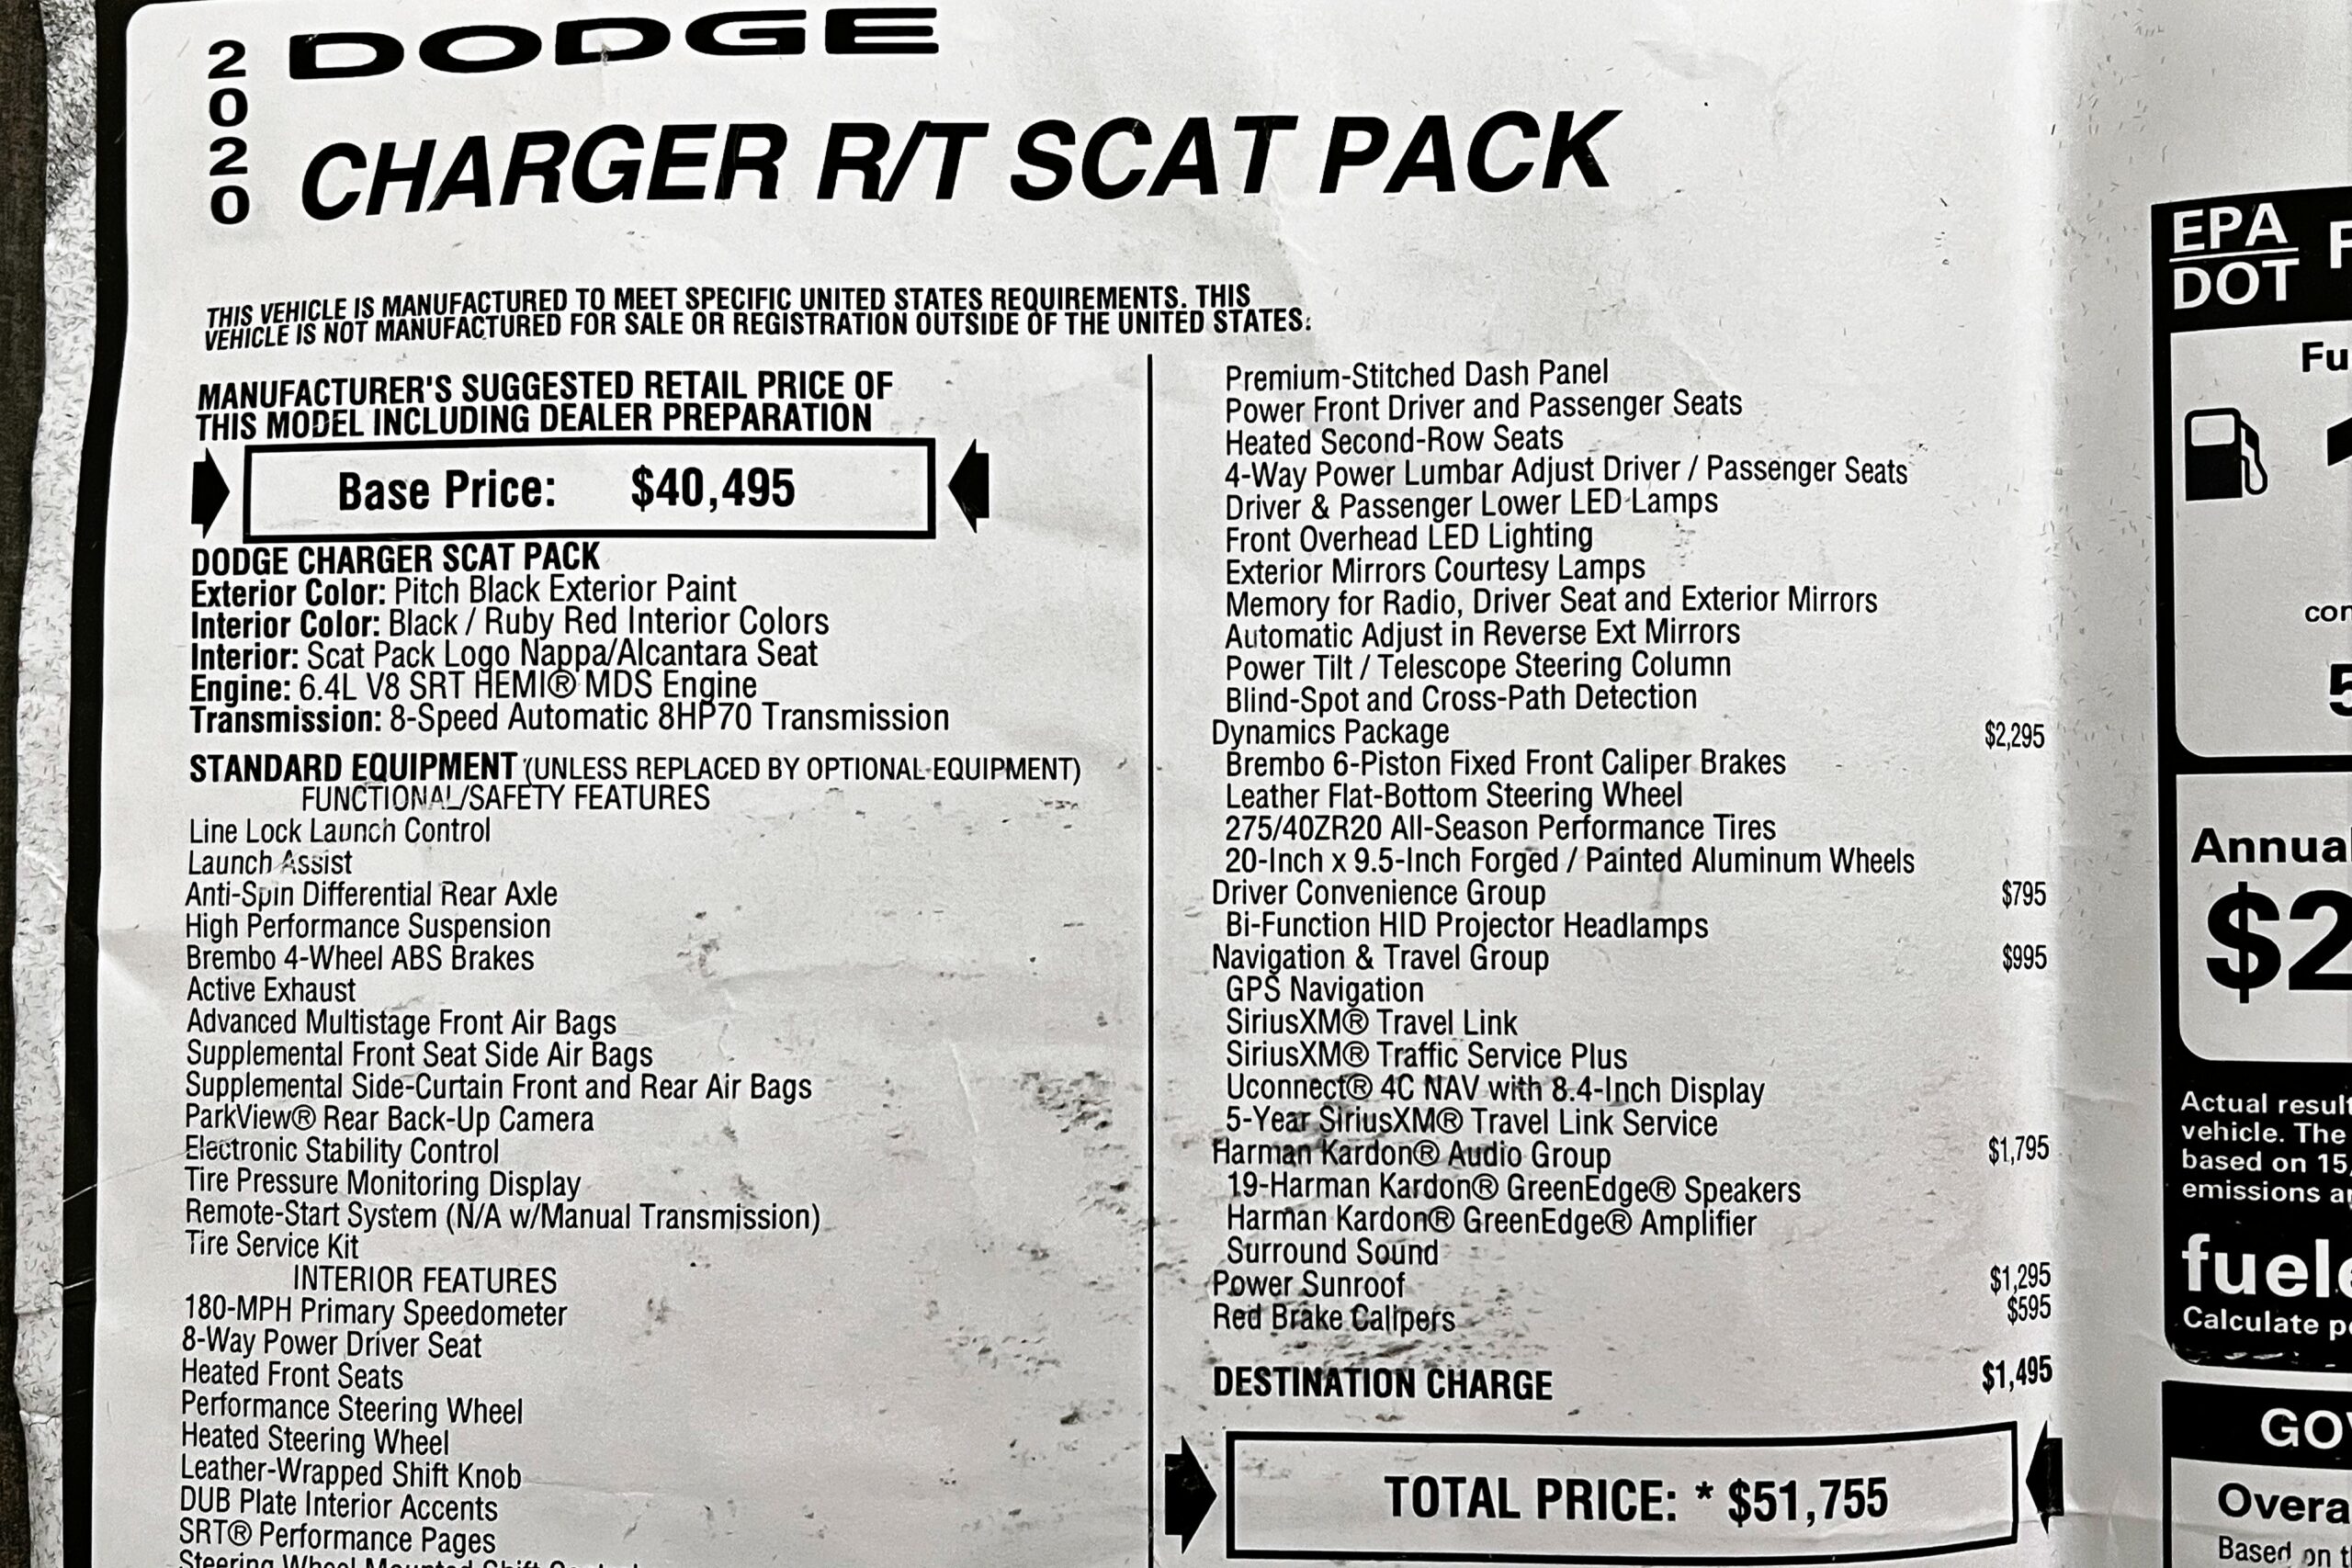 2020
DODGE
CHARGER R/T SCAT PACK
THIS VEHICLE IS MANUFACTURED TO MEET SPECIFIC UNITED STATES REQUIREMENTS. THIS
VEHICLE IS NOT MANUFACTURED FOR SALE OR REGISTRATION OUTSIDE OF THE UNITED STATES.
MANUFACTURER'S SUGGESTED RETAIL PRICE OF
THIS MODEL INCLUDING DEALER PREPARATION
Base Price: $40,495
DODGE CHARGER SCAT PACK
Exterior Color: Pitch Black Exterior Paint
Interior Color: Black / Ruby Red Interior Colors
Interior: Scat Pack Logo Nappa/Alcantara Seat
Engine: 6.4L V8 SRT HEMI® MDS Engine
Transmission: 8-Speed Automatic 8HP70 Transmission
STANDARD EQUIPMENT (UNLESS REPLACED BY OPTIONAL EQUIPMENT)
FUNCTIONAL/SAFETY FEATURES
Line Lock Launch Control
Launch Assist
Anti-Spin Differential Rear Axle
High Performance Suspension
Brembo 4-Wheel ABS Brakes
Active Exhaust
Advanced Multistage Front Air Bags
Supplemental Front Seat Side Air Bags
Supplemental Side-Curtain Front and Rear Air Bags
ParkView® Rear Back-Up Camera
Electronic Stability Control
Tire Pressure Monitoring Display
Remote-Start System (N/A w/Manual Transmission)
Tire Service Kit
INTERIOR FEATURES
180-MPH Primary Speedometer
8-Way Power Driver Seat
Heated Front Seats
Performance Steering Wheel
Heated Steering Wheel
Leather-Wrapped Shift Knob
DUB Plate Interior Accents
SRT® Performance Pages
Steering Wheel Mounted Shift
Premium-Stitched Dash Panel
Power Front Driver and Passenger Seats
Heated Second-Row Seats
4-Way Power Lumbar Adjust Driver / Passenger Seats
Driver & Passenger Lower LED Lamps
Front Overhead LED Lighting
Exterior Mirrors Courtesy Lamps
Memory for Radio, Driver Seat and Exterior Mirrors
Automatic Adjust in Reverse Ext Mirrors
Power Tilt / Telescope Steering Column
Blind-Spot and Cross-Path Detection
Dynamics Package $2,295
Brembo 6-Piston Fixed Front Caliper Brakes
Leather Flat-Bottom Steering Wheel
275/40ZR20 All-Season Performance Tires
20-Inch x 9.5-Inch Forged / Painted Aluminum Wheels
Driver Convenience Group $795
Bi-Function HID Projector Headlamps
Navigation & Travel Group $995
GPS Navigation
SiriusXM® Travel Link
SiriusXM® Traffic Service Plus
Uconnect® 4C NAV with 8.4-Inch Display
5-Year SiriusXM® Travel Link Service
Harman Kardon® Audio Group $1,795
19-Harman Kardon® GreenEdge® Speakers
Harman Kardon® GreenEdge® Amplifier
Surround Sound
Power Sunroof $1,295
Red Brake Calipers $595
DESTINATION CHARGE $1,495
TOTAL PRICE: * $51,755
EPA
DOT
Fu
con
5
Annual
$2
Actual result
vehicle. The
based on 15,
emissions a
fuele
Calculate p
GOV
Overa
Based on